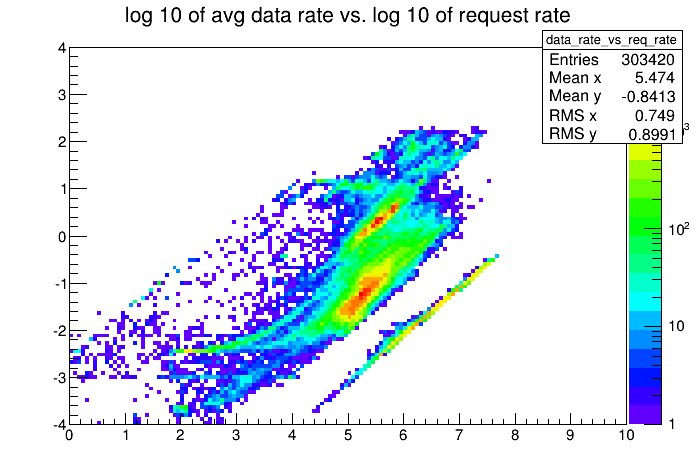 log 10 of avg data rate vs. log 10 of request rate
data_rate_vs_req_rate
Entries 303420
Mean x 5.474
Mean y -0.8413
RMS x 0.749
RMS y 0.8991
4
3
2
1
0
-1
-2
-3
-4
0 1 2 3 4 5 6 7 8 9 10
3
10²
10
1